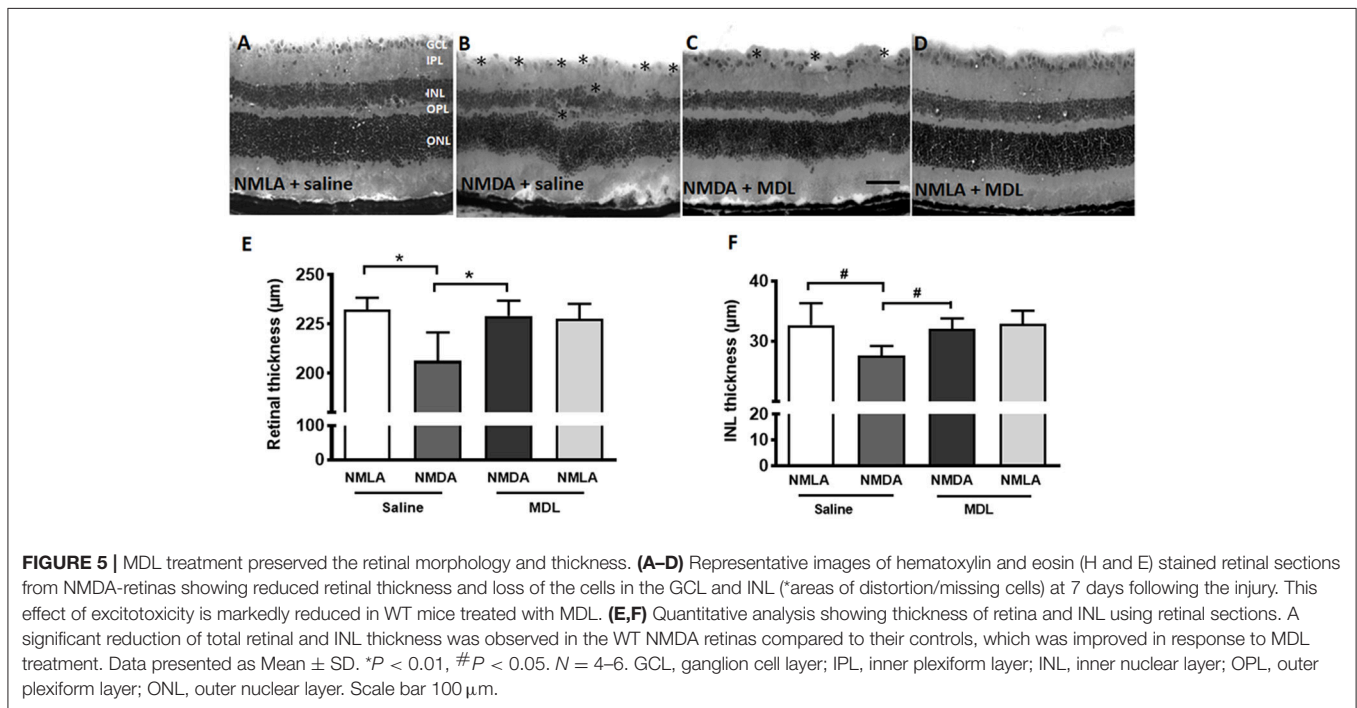 A
B
C
D
GCL
IPL
INL
OPL
ONL
* * * * * * * *
* * *
NMLA + saline
NMDA + saline
NMDA + MDL
NMLA + MDL
E
Retinal thickness (µm)
250
225
200
100
0
*
*
NMLA
NMDA
NMDA
NMLA
Saline
MDL
F
INL thickness (µm)
40
30
20
10
0
#
#
NMLA
NMDA
NMDA
NMLA
Saline
MDL
FIGURE 5 | MDL treatment preserved the retinal morphology and thickness. (A–D) Representative images of hematoxylin and eosin (H and E) stained retinal sections
from NMDA-retinas showing reduced retinal thickness and loss of the cells in the GCL and INL (*areas of distortion/missing cells) at 7 days following the injury. This
effect of excitotoxicity is markedly reduced in WT mice treated with MDL. (E,F) Quantitative analysis showing thickness of retina and INL using retinal sections. A
significant reduction of total retinal and INL thickness was observed in the WT NMDA retinas compared to their controls, which was improved in response to MDL
treatment. Data presented as Mean ± SD. *P < 0.01, #P < 0.05. N = 4–6. GCL, ganglion cell layer; IPL, inner plexiform layer; INL, inner nuclear layer; OPL, outer
plexiform layer; ONL, outer nuclear layer. Scale bar 100 µm.